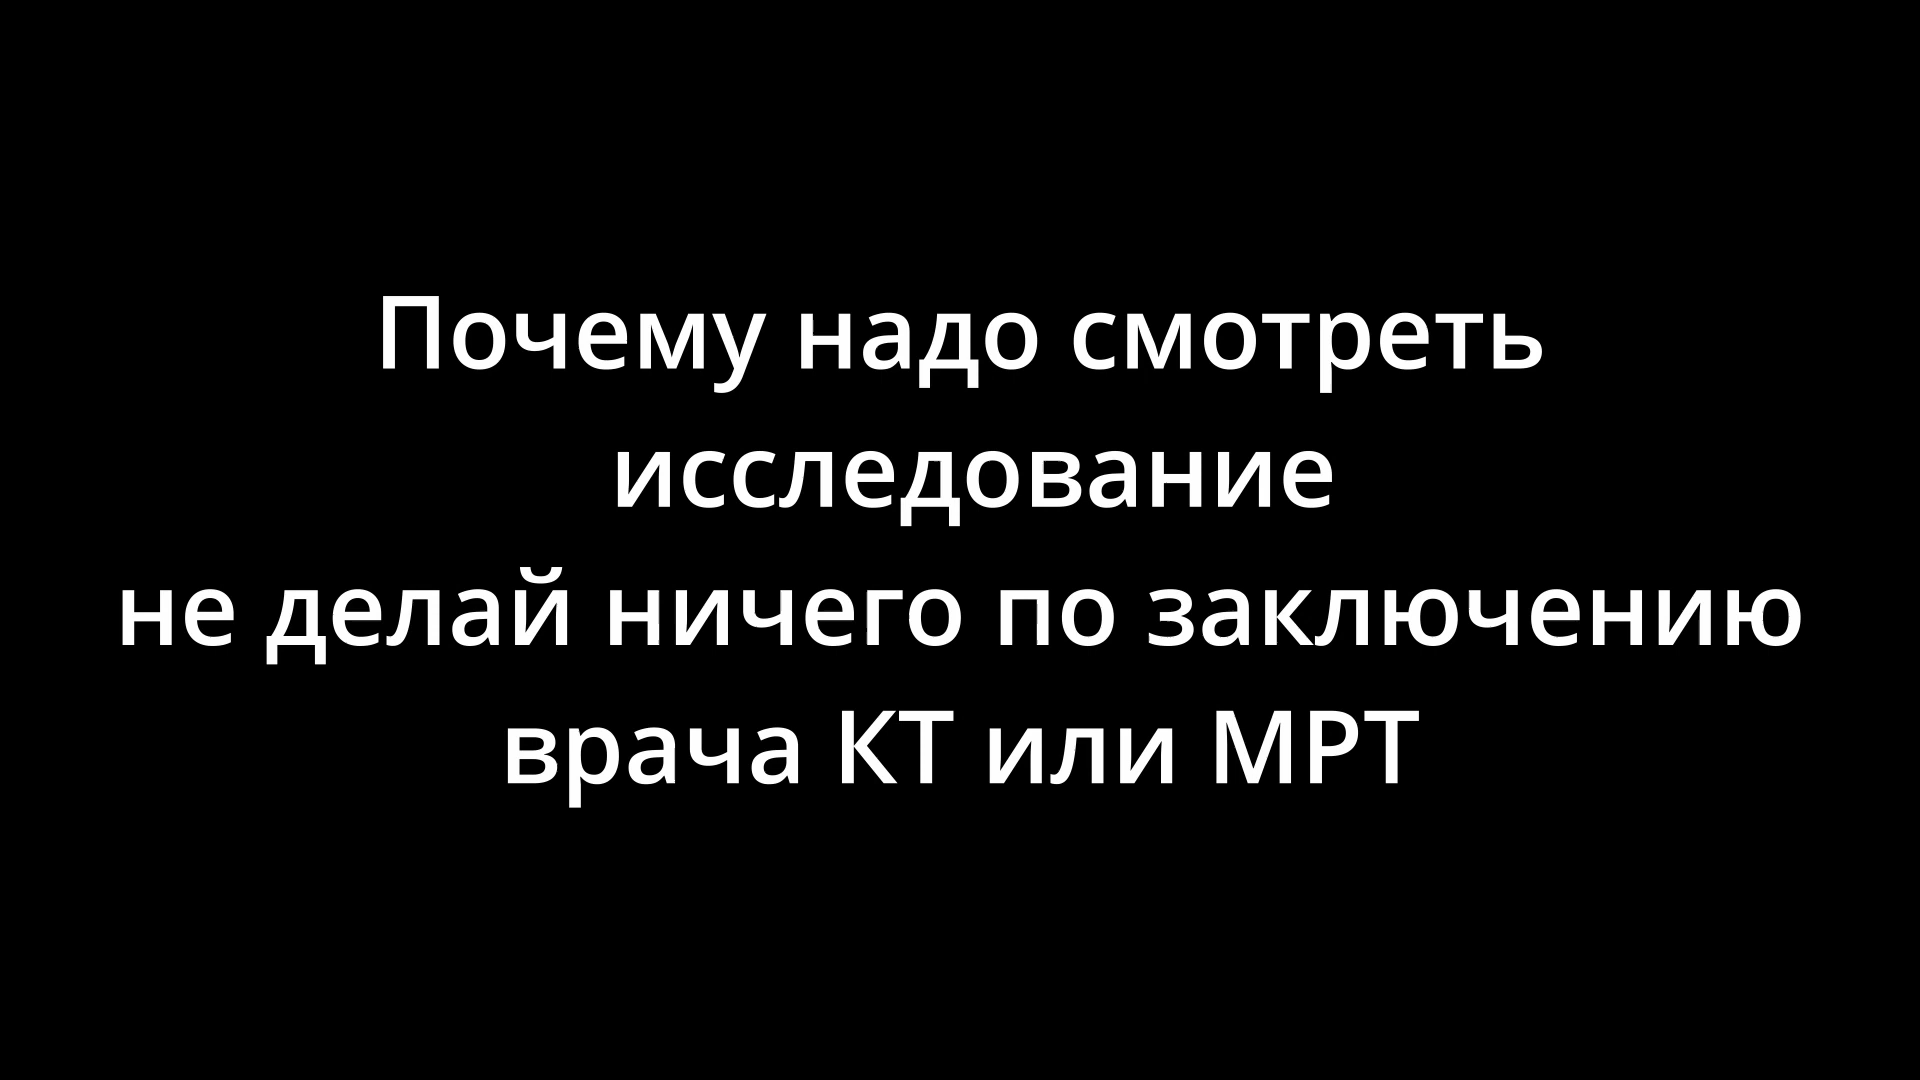 Почему надо смотреть
исследование
не делай ничего по заключению
врача КТ или МРТ